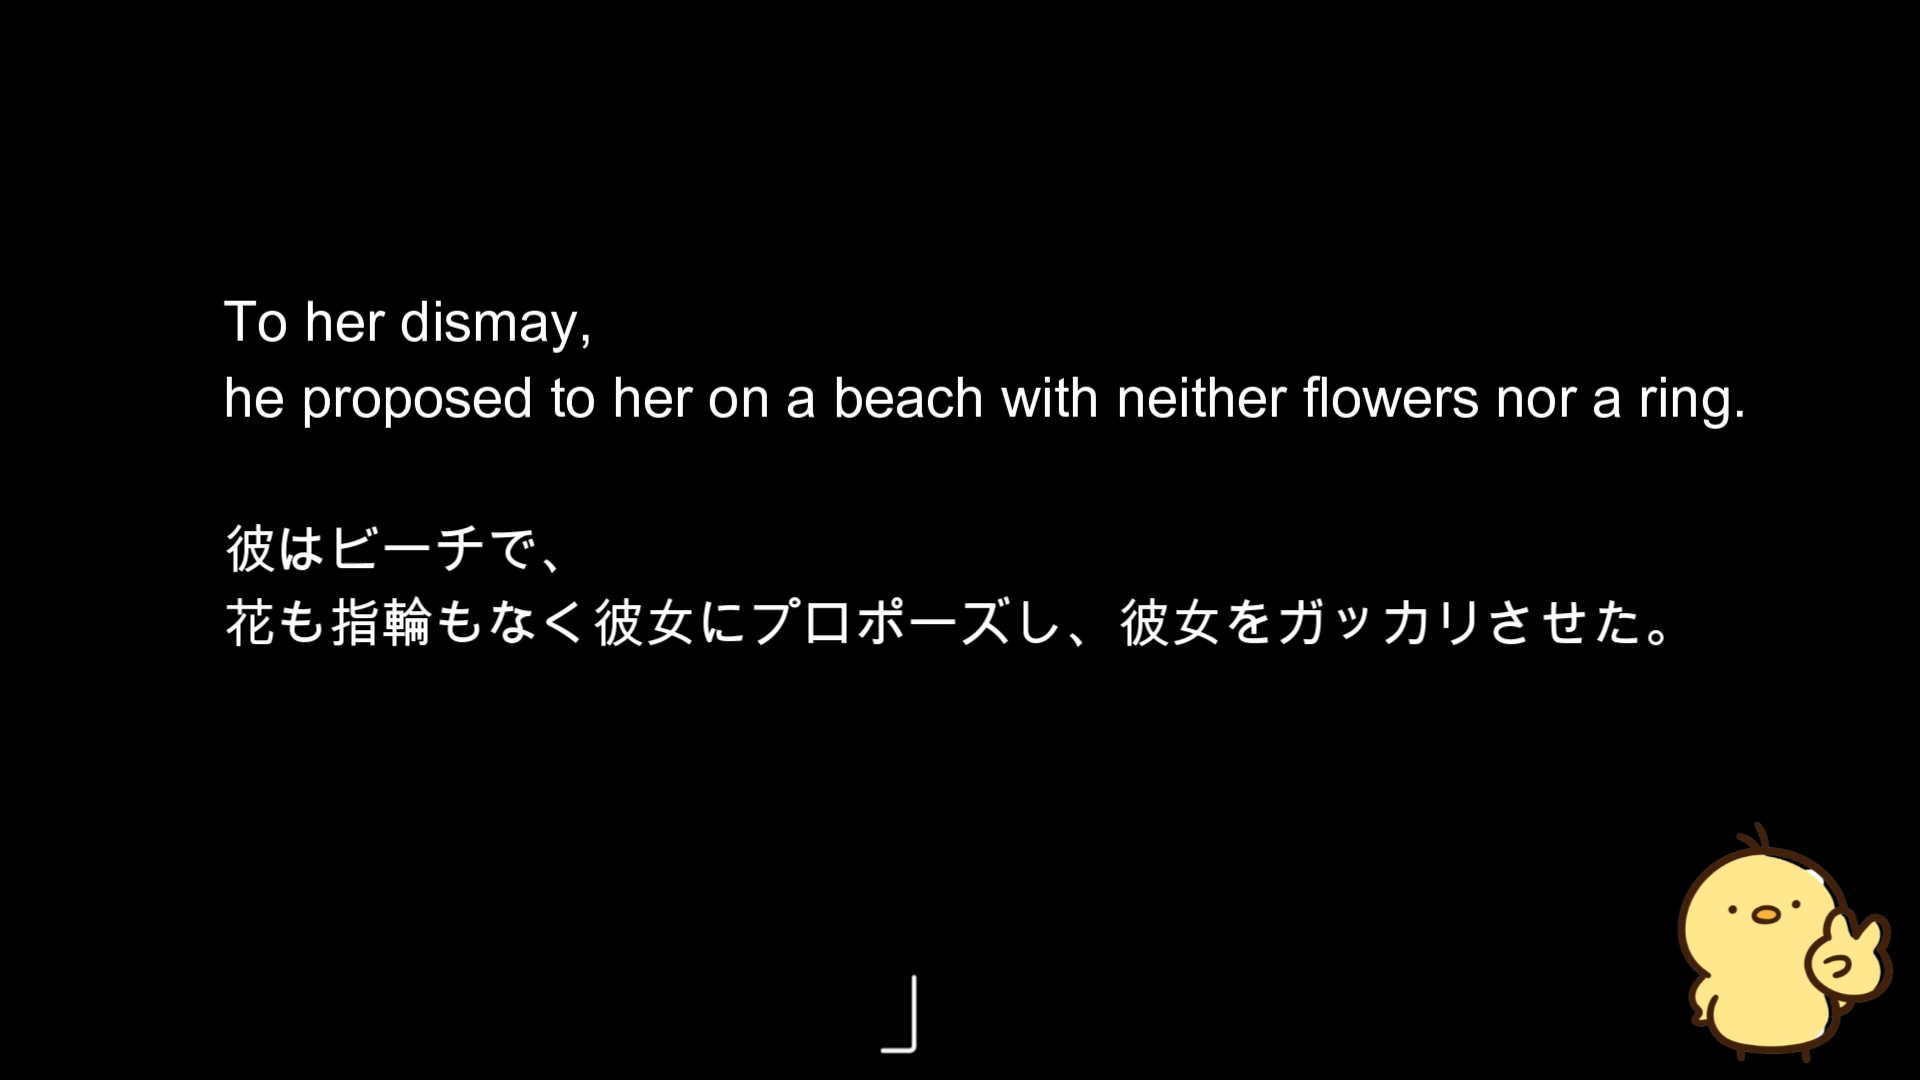 To her dismay,
he proposed to her on a beach with neither flowers nor a ring.
彼はビーチで、
花も指輪もなく彼女にプロポーズし、彼女をガッカリさせた。
」